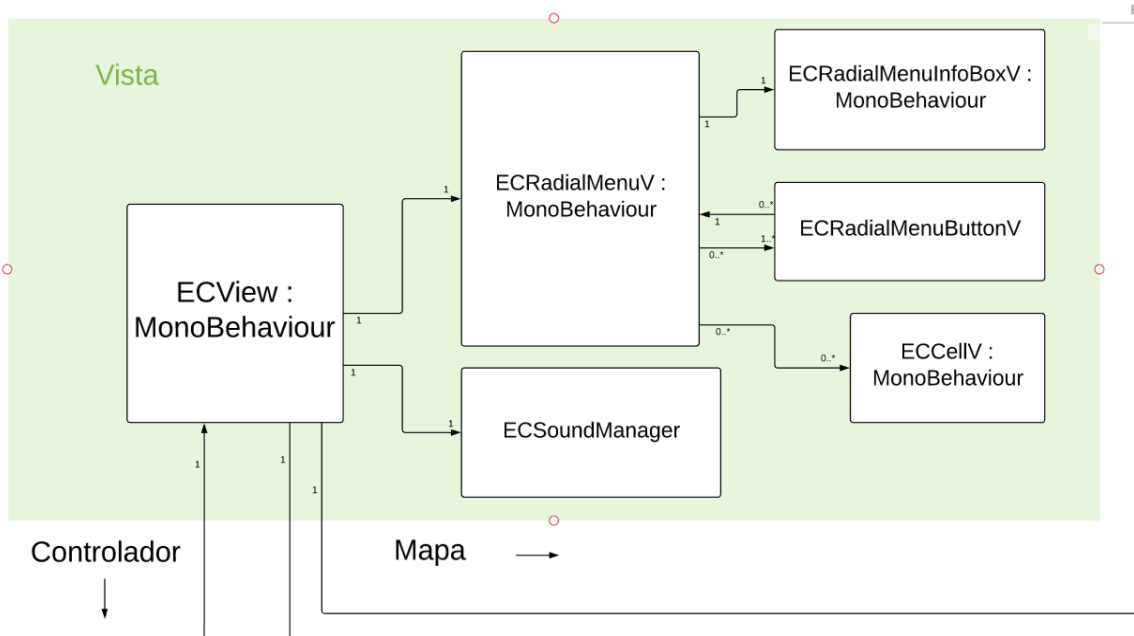 Vista
ECView :
MonoBehaviour
1
1
1
1
1
1
1
ECRadialMenuV :
MonoBehaviour
1
1
1
0..*
0..*
1..*
0..*
0..*
ECRadialMenuInfoBoxV :
MonoBehaviour
ECRadialMenuButtonV
ECCellV :
MonoBehaviour
ECSoundManager
Controlador
Mapa